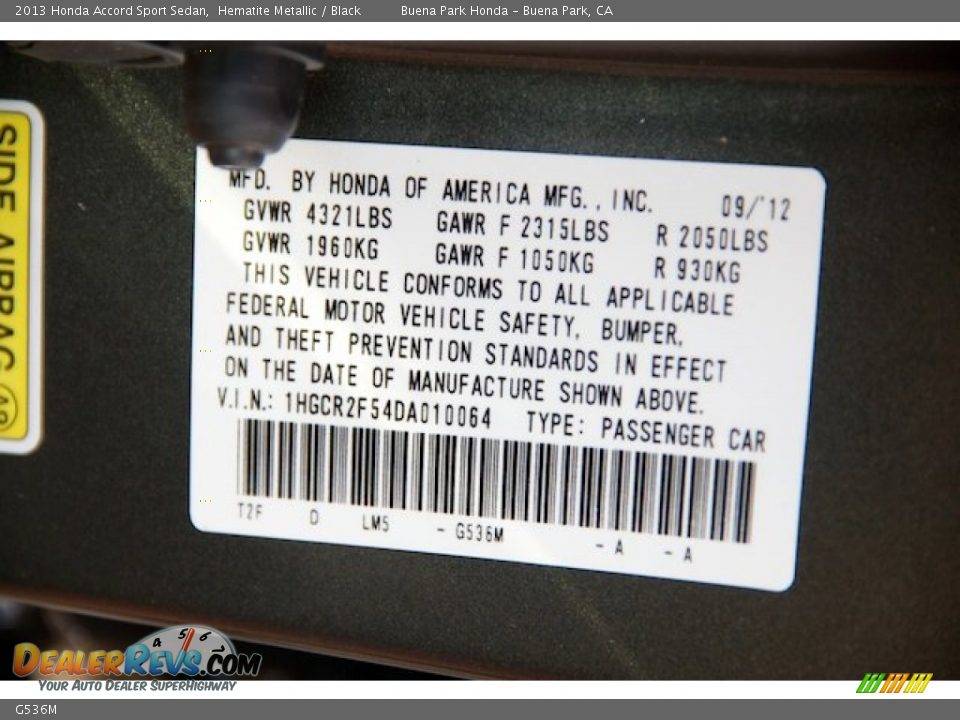 2013 Honda Accord Sport Sedan,  Hematite Metallic / Black          Buena Park Honda – Buena Park, CA
SIDE AIRBAG
MFD. BY HONDA OF AMERICA MFG., INC. 09/'12
GVWR 4321LBS GAWR F 2315LBS R 2050LBS
GVWR 1960KG GAWR F 1050KG R 930KG
THIS VEHICLE CONFORMS TO ALL APPLICABLE
FEDERAL MOTOR VEHICLE SAFETY, BUMPER,
AND THEFT PREVENTION STANDARDS IN EFFECT
ON THE DATE OF MANUFACTURE SHOWN ABOVE.
V.I.N.: 1HGCR2F54DA010064 TYPE: PASSENGER CAR
T2F D LM5 - G536M - A - A
4 5 6
DEALERREVS.COM
YOUR AUTO DEALER SUPERHIGHWAY
G536M